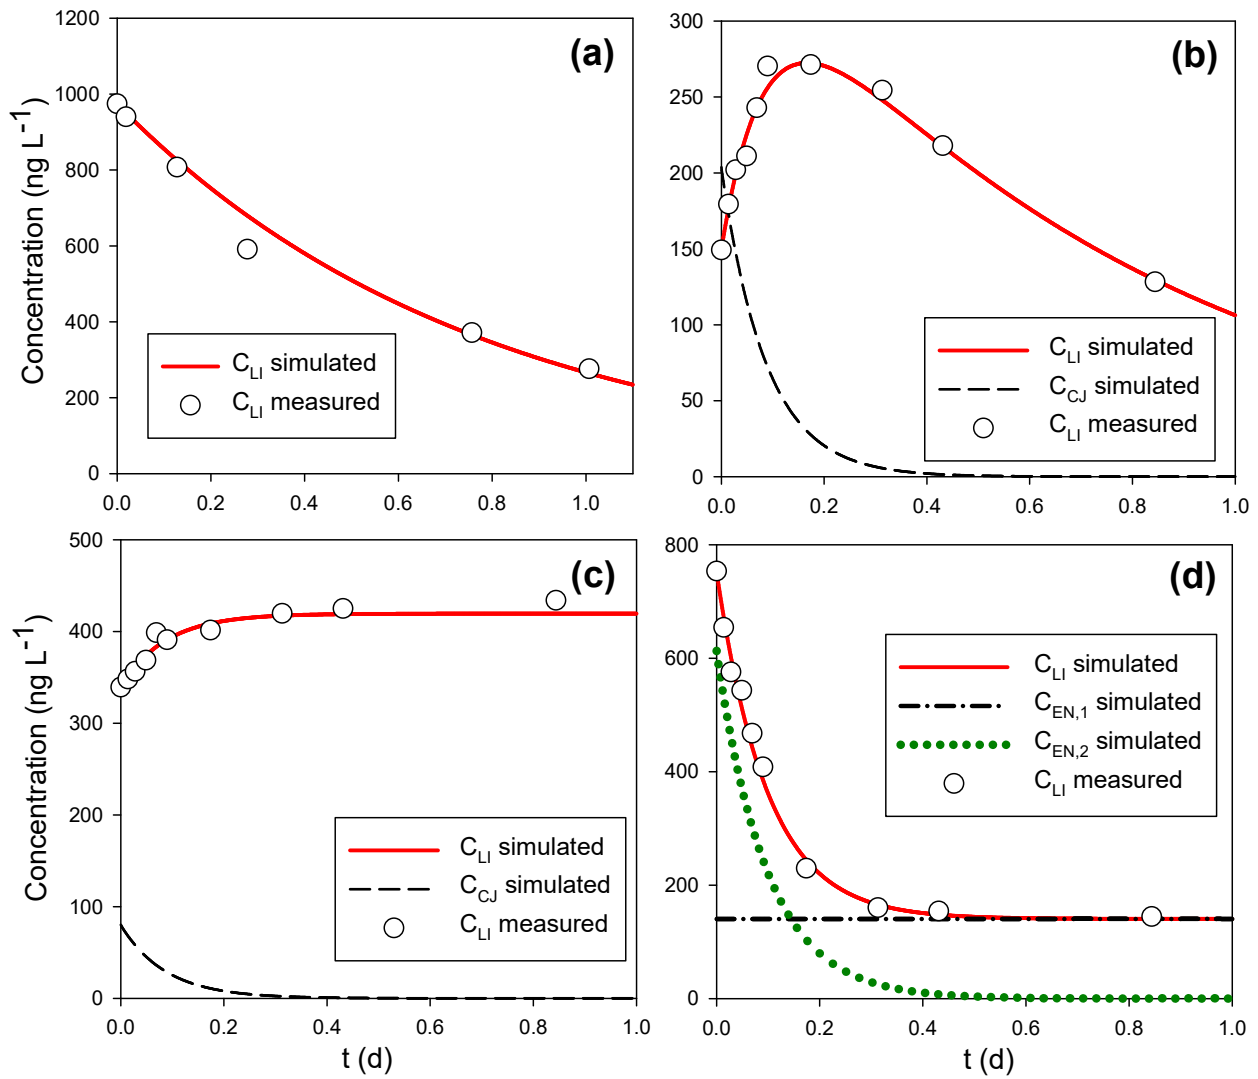 (a)
Concentration (ng L-1)
1200
1000
800
600
400
200
0
0.0 0.2 0.4 0.6 0.8 1.0
CLI simulated
CLI measured
(b)
300
250
200
150
100
50
0
0.0 0.2 0.4 0.6 0.8 1.0
CLI simulated
CCJ simulated
CLI measured
(c)
Concentration (ng L-1)
500
400
300
200
100
0
0.0 0.2 0.4 0.6 0.8 1.0
t (d)
CLI simulated
CCJ simulated
CLI measured
(d)
800
600
400
200
0
0.0 0.2 0.4 0.6 0.8 1.0
t (d)
CLI simulated
CEN,1 simulated
CEN,2 simulated
CLI measured